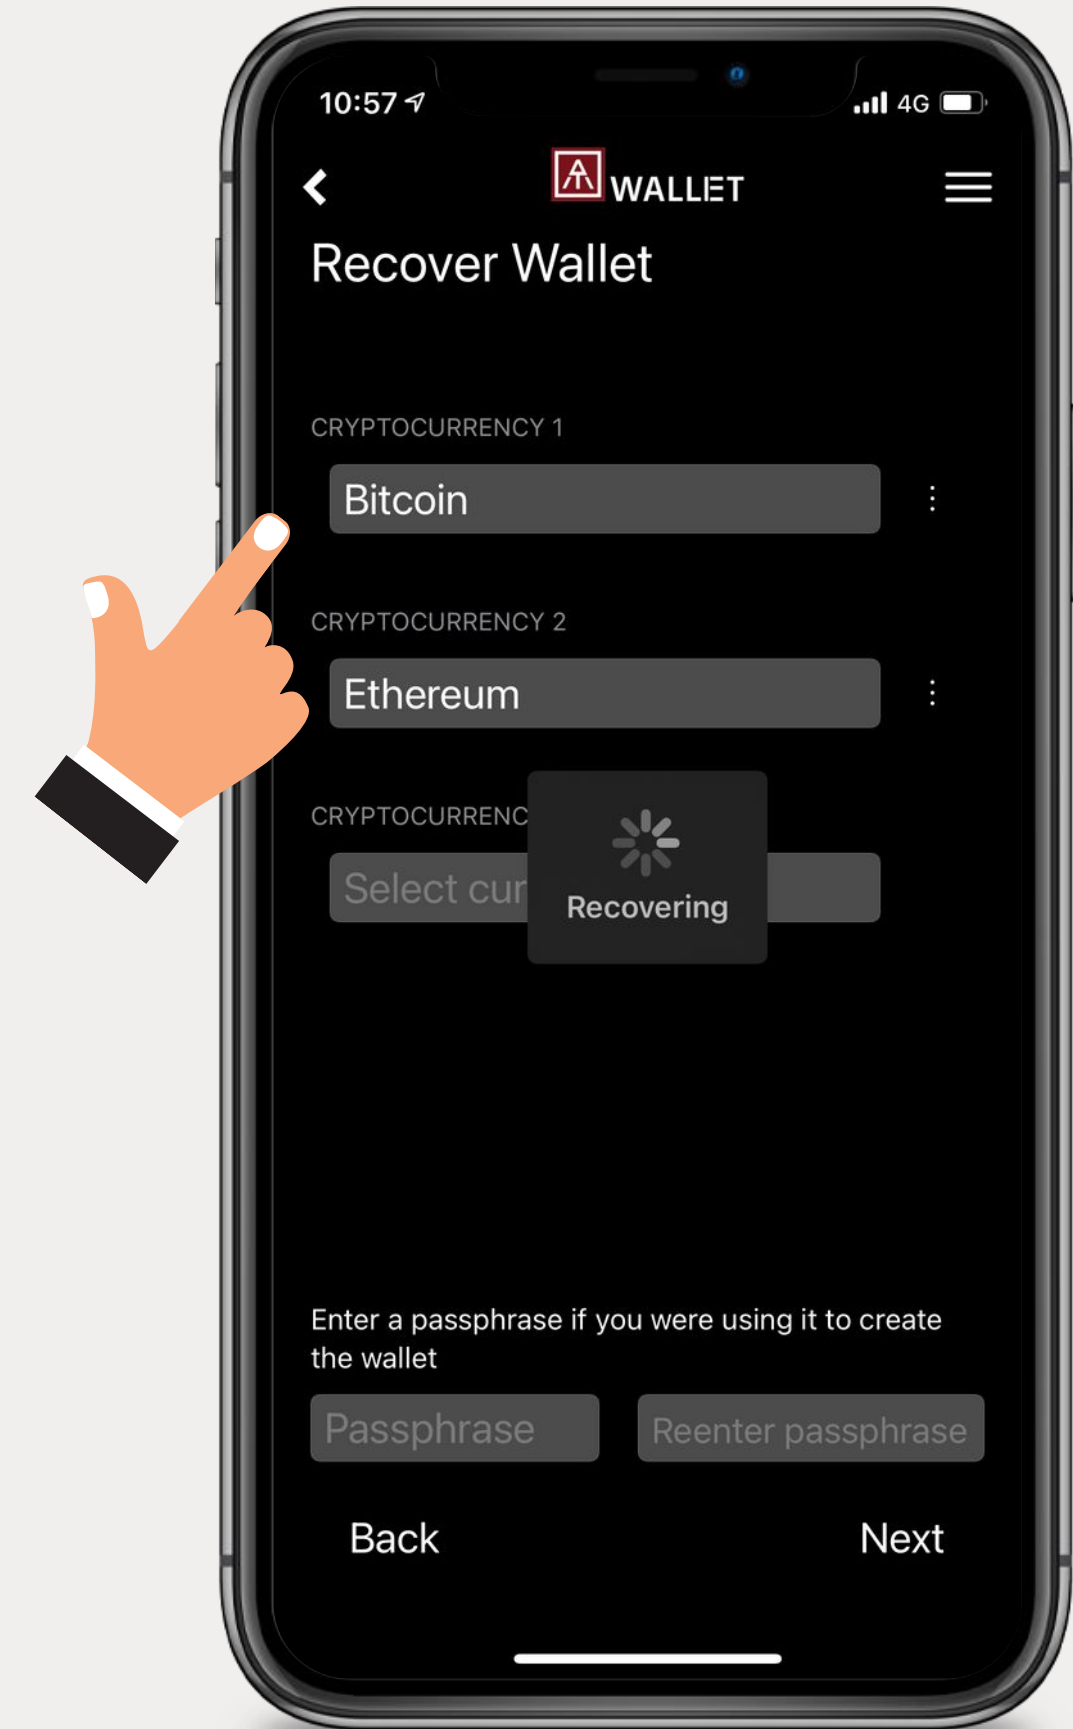 10:57
4G
WALLET
Recover Wallet
CRYPTOCURRENCY 1
Bitcoin
CRYPTOCURRENCY 2
Ethereum
CRYPTOCURRENC
Select cur
Recovering
Enter a passphrase if you were using it to create
the wallet
Passphrase
Reenter passphrase
Back
Next